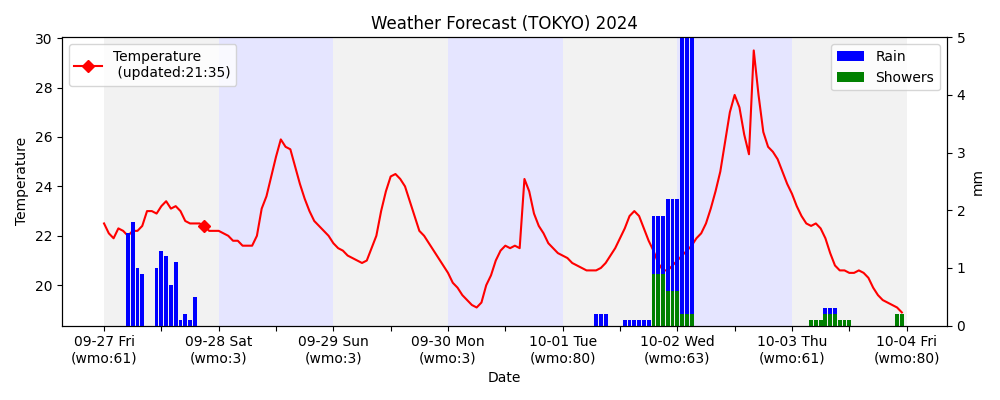 Weather Forecast (TOKYO) 2024
Temperature
(updated:21:35)
Rain
Showers
30
28
26
24
22
20
Temperature
5
4
3
2
1
0
mm
09-27 Fri
(wmo:61)
09-28 Sat
(wmo:3)
09-29 Sun
(wmo:3)
09-30 Mon
(wmo:3)
10-01 Tue
(wmo:80)
10-02 Wed
(wmo:63)
10-03 Thu
(wmo:61)
10-04 Fri
(wmo:80)
Date